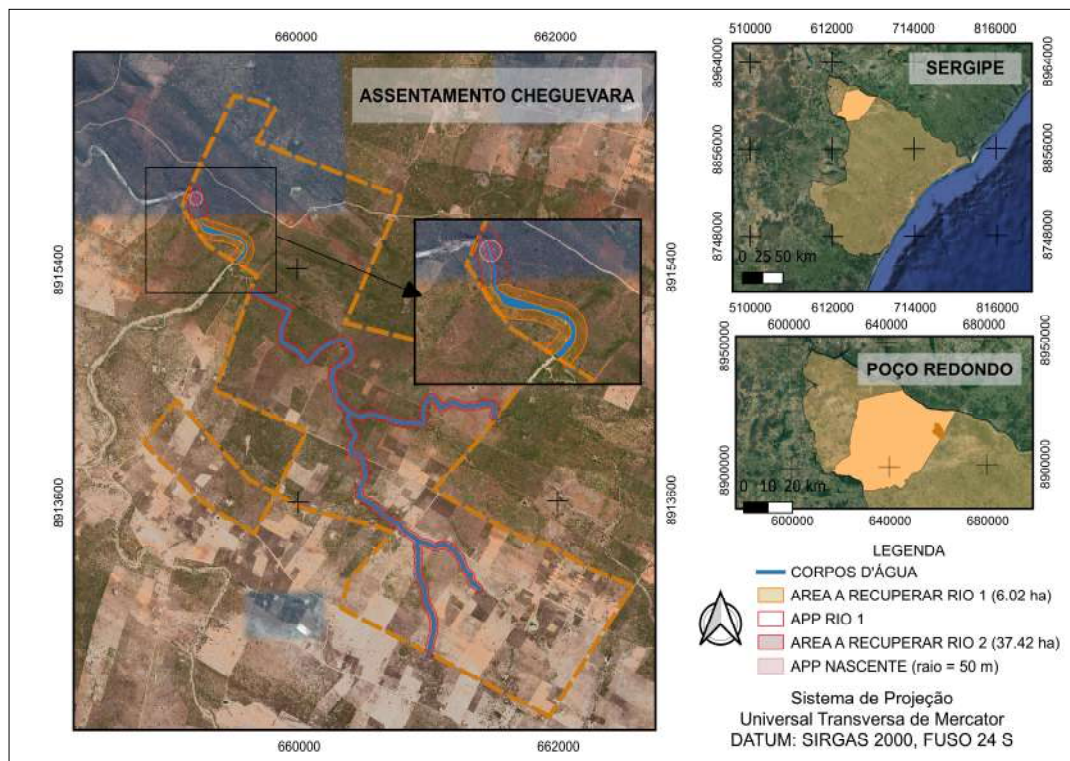 660000 662000
ASSENTAMENTO CHEGUEVARA
8915400
8913600
8915400
8913600
660000 662000
510000 612000 714000 816000
SERGIPE
8964000
8856000
8748000
8964000
8856000
8748000
0 25 50 km
510000 612000 714000 816000
600000 640000 680000
POÇO REDONDO
8950000
8900000
8950000
8900000
0 10 20 km
600000 640000 680000
LEGENDA
CORPOS D'ÁGUA
AREA A RECUPERAR RIO 1 (6.02 ha)
APP RIO 1
AREA A RECUPERAR RIO 2 (37.42 ha)
APP NASCENTE (raio = 50 m)
Sistema de Projeção
Universal Transversa de Mercator
DATUM: SIRGAS 2000, FUSO 24 S